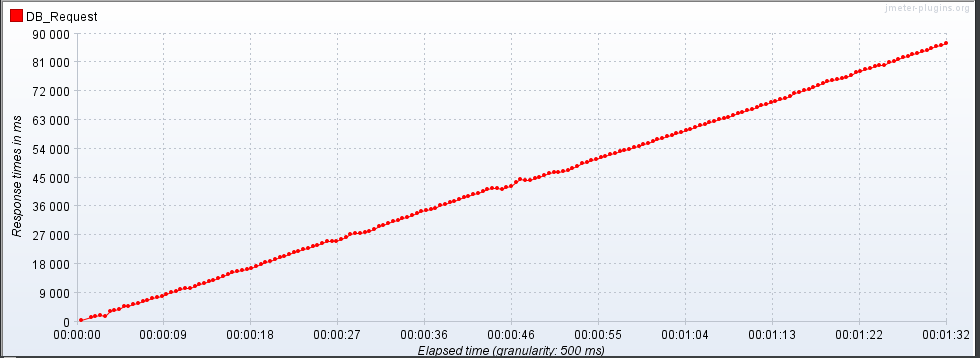 jmeter-plugins.org
DB_Request
90 000
81 000
72 000
63 000
54 000
45 000
36 000
27 000
18 000
9 000
0
Response times in ms
00:00:00 00:00:09 00:00:18 00:00:27 00:00:36 00:00:46 00:00:55 00:01:04 00:01:13 00:01:22 00:01:32
Elapsed time (granularity: 500 ms)